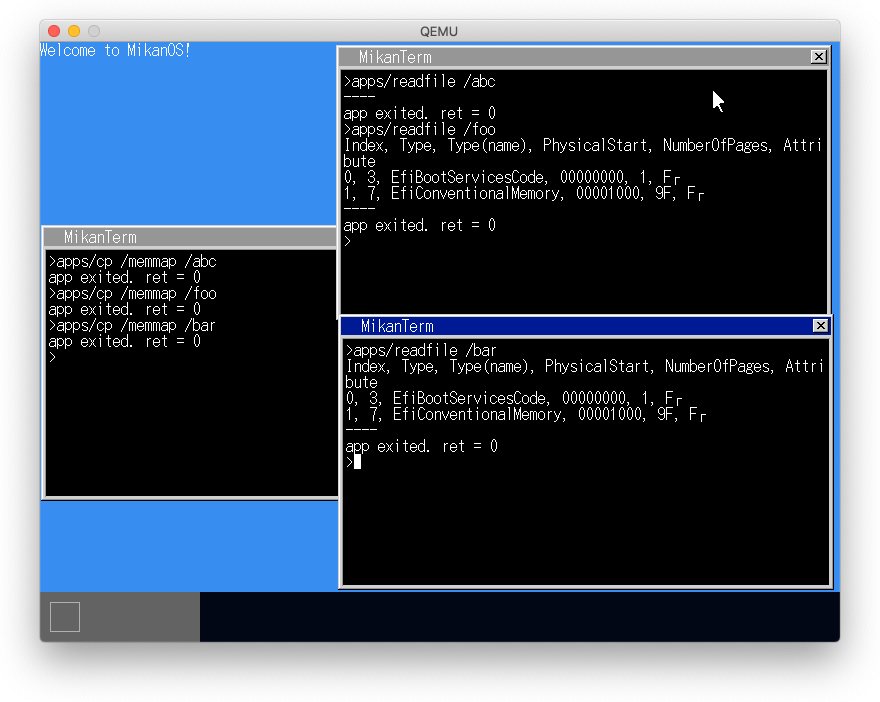 QEMU
Welcome to MikanOS!
MikanTerm
>apps/readfile /abc
----
app exited. ret = 0
>apps/readfile /foo
Index, Type, Type(name), PhysicalStart, NumberOfPages, Attri
bute
0, 3, EfiBootServicesCode, 00000000, 1, F┌
1, 7, EfiConventionalMemory, 00001000, 9F, F┌
----
app exited. ret = 0
>
MikanTerm
>apps/cp /memmap /abc
app exited. ret = 0
>apps/cp /memmap /foo
app exited. ret = 0
>apps/cp /memmap /bar
app exited. ret = 0
>
MikanTerm
>apps/readfile /bar
Index, Type, Type(name), PhysicalStart, NumberOfPages, Attri
bute
0, 3, EfiBootServicesCode, 00000000, 1, F┌
1, 7, EfiConventionalMemory, 00001000, 9F, F┌
----
app exited. ret = 0
>